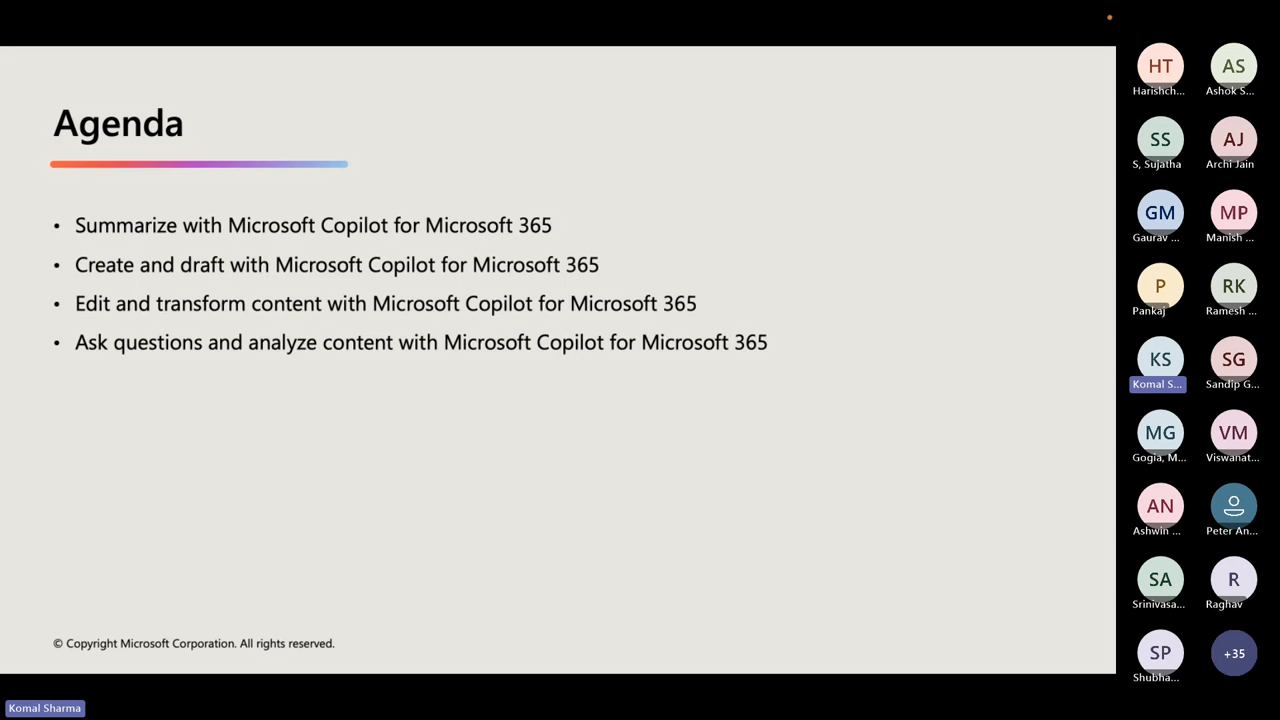 Agenda
• Summarize with Microsoft Copilot for Microsoft 365
• Create and draft with Microsoft Copilot for Microsoft 365
• Edit and transform content with Microsoft Copilot for Microsoft 365
• Ask questions and analyze content with Microsoft Copilot for Microsoft 365
© Copyright Microsoft Corporation. All rights reserved.
Komal Sharma
HT
Harishch...
AS
Ashok S...
SS
S, Sujatha
AJ
Archi Jain
GM
Gaurav ...
MP
Manish ...
P
Pankaj
RK
Ramesh ...
KS
Komal S...
SG
Sandip G...
MG
Gogia, M...
VM
Viswanat...
AN
Ashwin ...
Peter An...
SA
Srinivasa...
R
Raghav
SP
Shubha...
+35